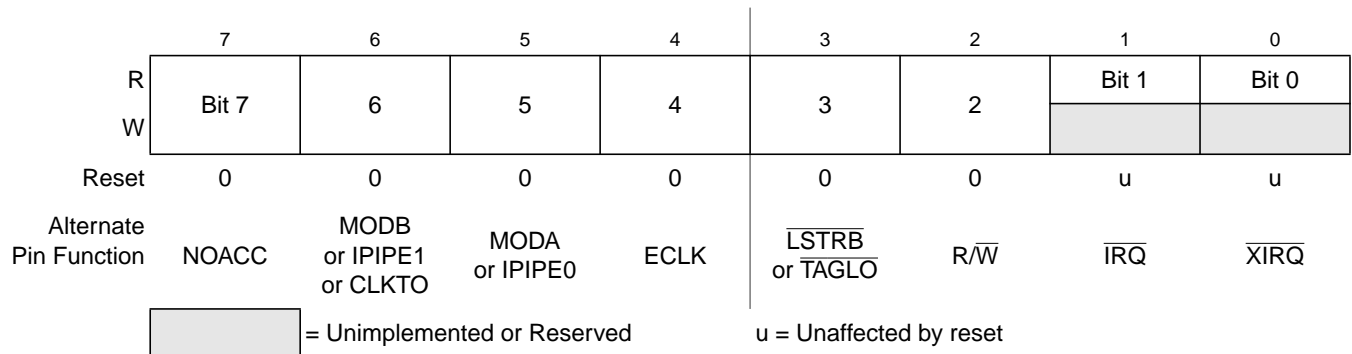 7 6 5 4 3 2 1 0
R Bit 7 6 5 4 3 2 Bit 1 Bit 0
W
Reset 0 0 0 0 0 0 u u
Alternate Pin Function NOACC MODB or IPIPE1 or CLKTO MODA or IPIPE0 ECLK LSTRB or TAGLO R/W IRQ XIRQ
= Unimplemented or Reserved u = Unaffected by reset